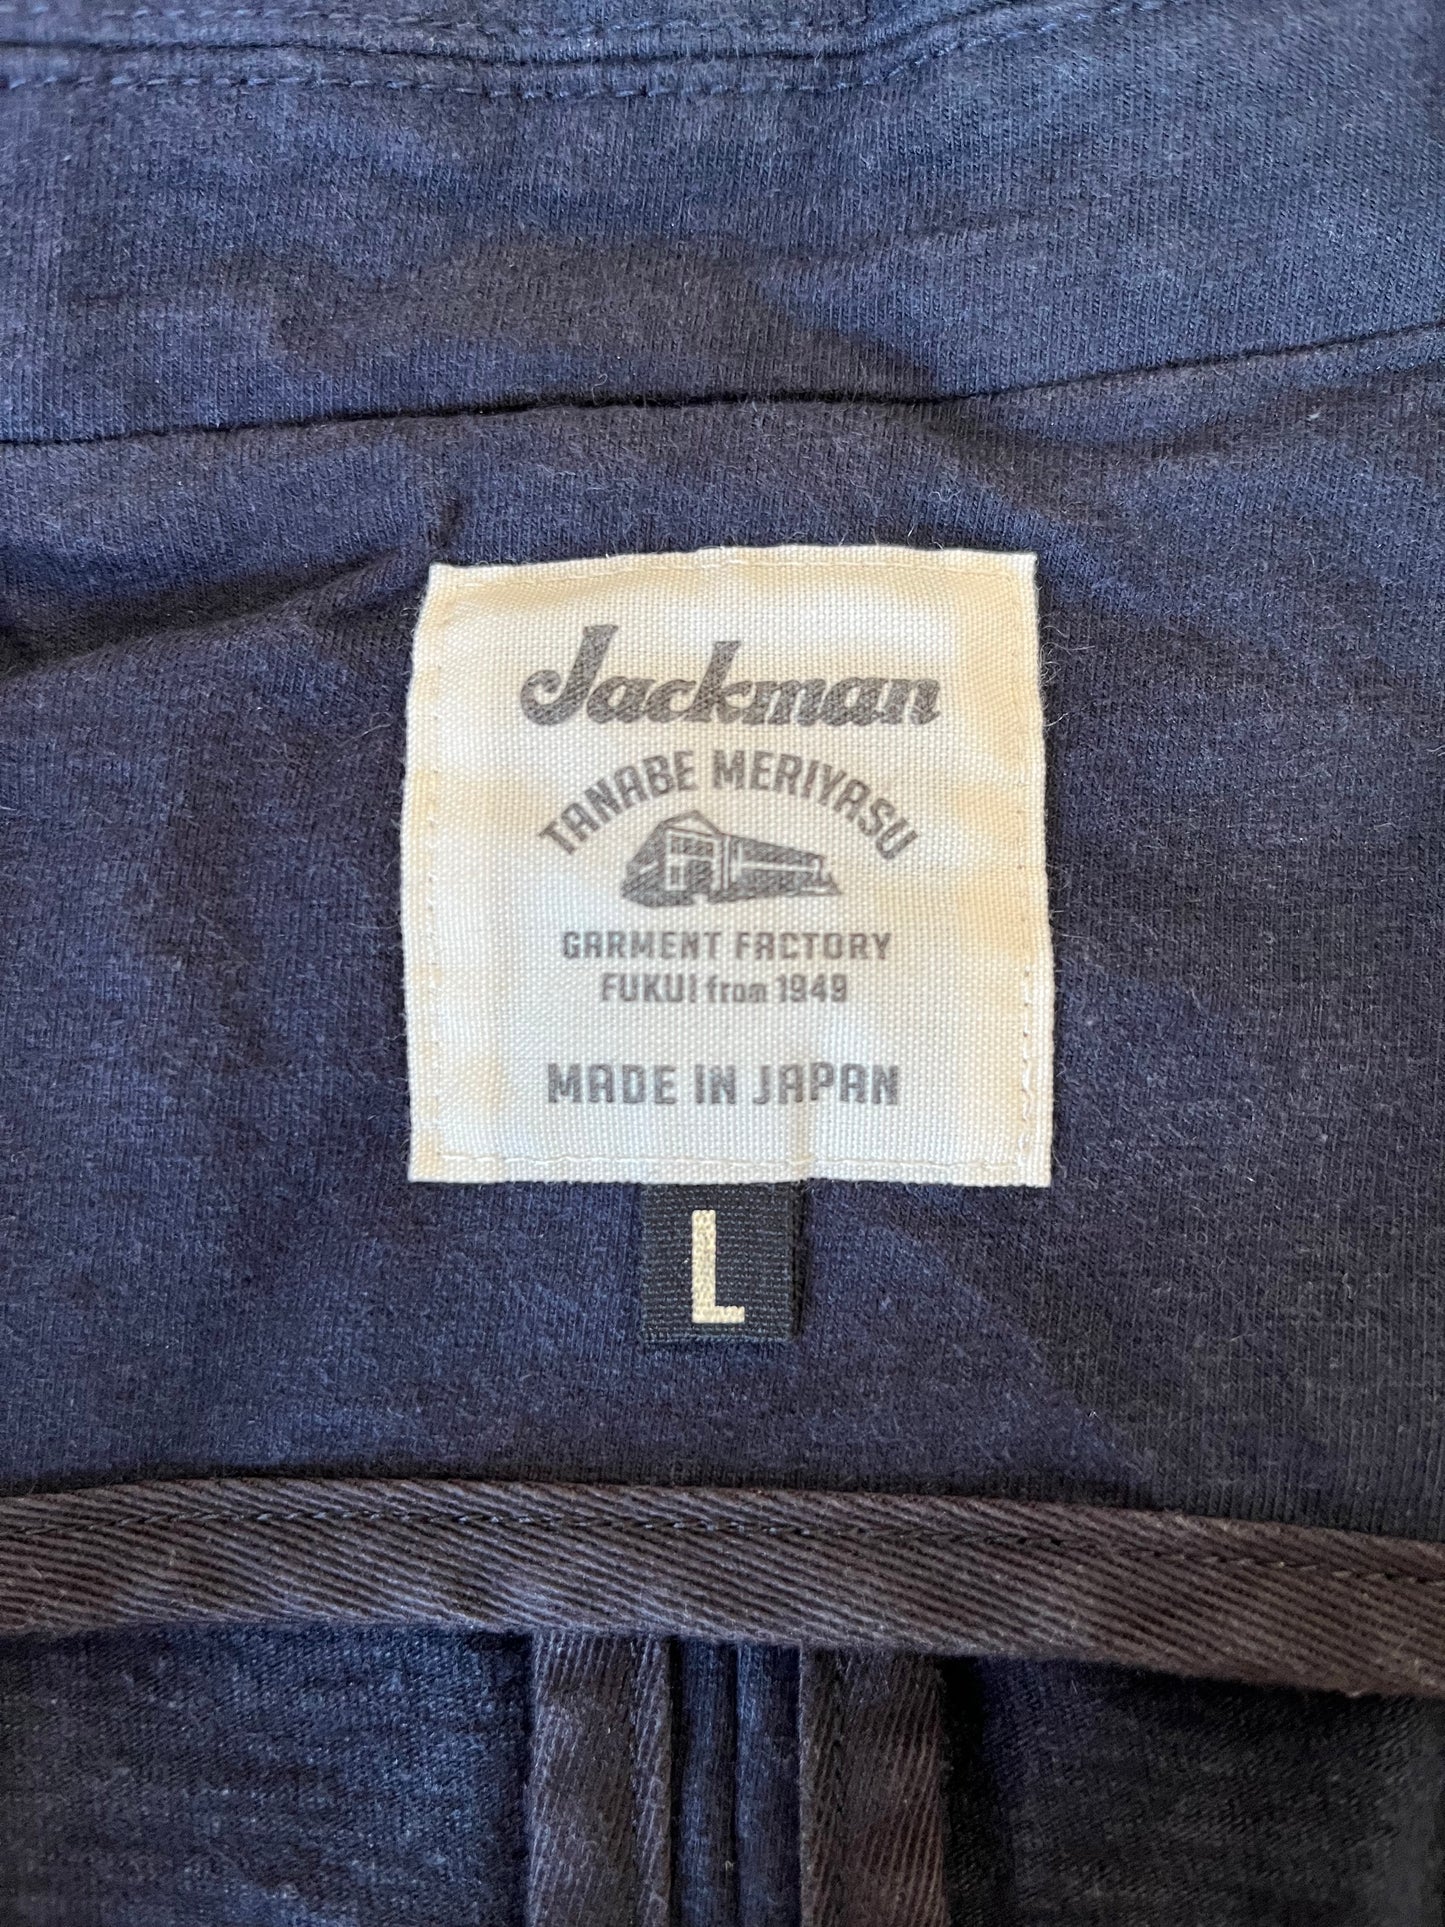 Jackman
TANABE MERIYASU
GARMENT FACTORY
FUKUI from 1949
MADE IN JAPAN
L